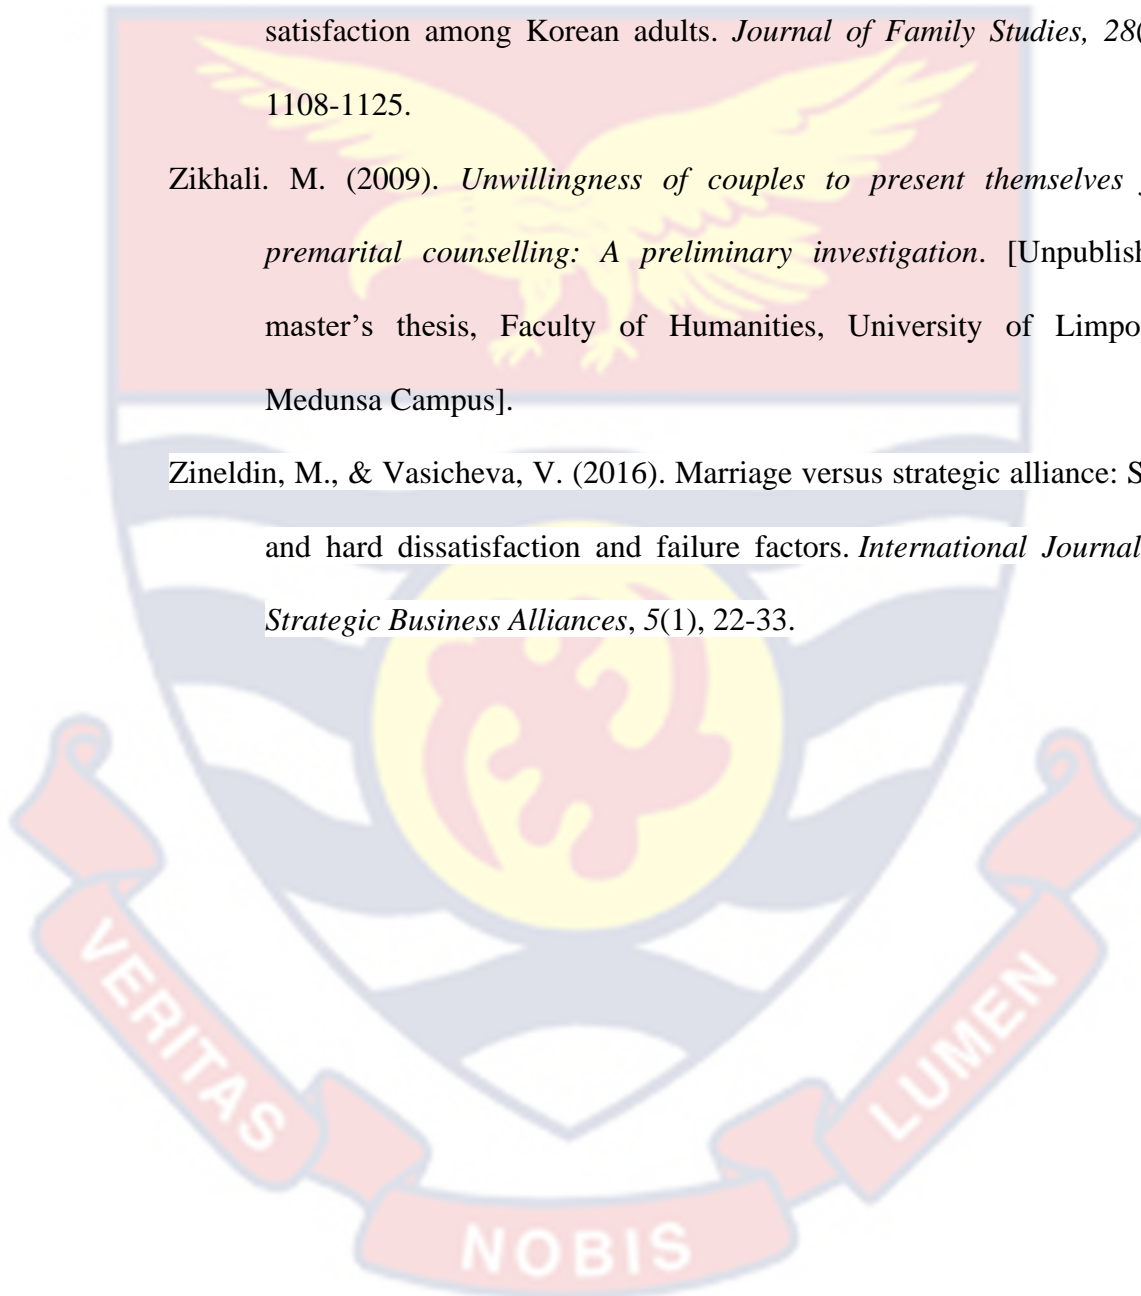 satisfaction among Korean adults. Journal of Family Studies, 28(
1108-1125.
Zikhali. M. (2009). Unwillingness of couples to present themselves
premarital counselling: A preliminary investigation. [Unpublish
master’s thesis, Faculty of Humanities, University of Limpo
Medunsa Campus].
Zineldin, M., & Vasicheva, V. (2016). Marriage versus strategic alliance: S
and hard dissatisfaction and failure factors. International Journal
Strategic Business Alliances, 5(1), 22-33.
VERITAS
NOBIS
LUMEN